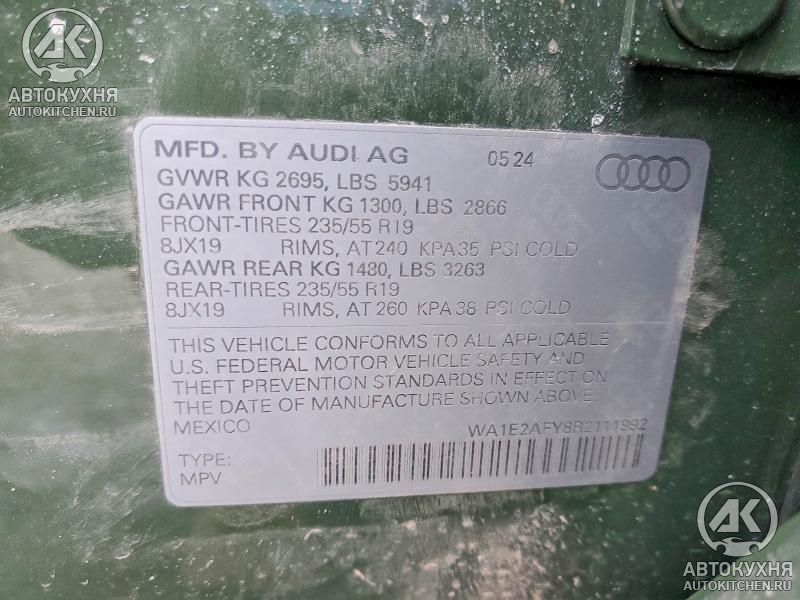 АВТОКУХНЯ
AUTOKITCHEN.RU
MFD. BY AUDI AG 05 24
GVWR KG 2695, LBS 5941
GAWR FRONT KG 1300, LBS 2866
FRONT-TIRES 235/55 R19
8JX19 RIMS, AT 240 KPA 35 PSI COLD
GAWR REAR KG 1480, LBS 3263
REAR-TIRES 235/55 R19
8JX19 RIMS, AT 260 KPA 38 PSI COLD
THIS VEHICLE CONFORMS TO ALL APPLICABLE
U.S. FEDERAL MOTOR VEHICLE SAFETY AND
THEFT PREVENTION STANDARDS IN EFFECT ON
THE DATE OF MANUFACTURE SHOWN ABOVE
MEXICO WA1E2AFY8R2111992
TYPE:
MPV
АВТОКУХНЯ
AUTOKITCHEN.RU